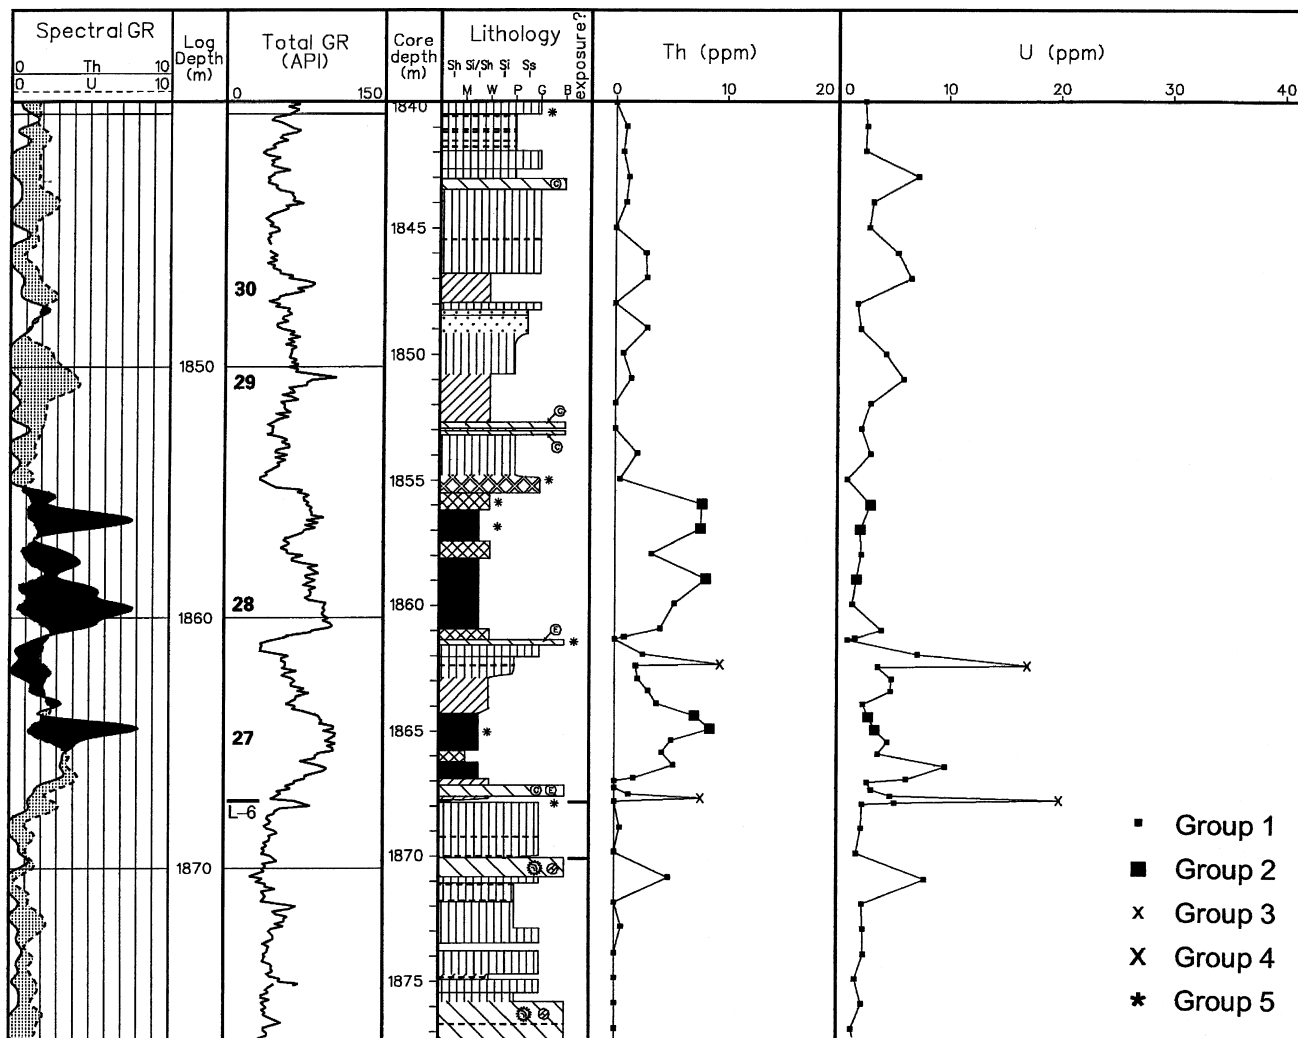 Spectral GR
0 Th 10
0 U 10
Log Depth (m)
Total GR (API)
0 150
Core depth (m)
Lithology
Sh Si/Sh Si Ss
M W P G B
exposure?
Th (ppm)
0 10 20
U (ppm)
0 10 20 30 40
1840
1845
30
1850
1850
29
1855
28
1860
1860
27
1865
L-6
1870
1870
1875
C
C
C
E
C E
Group 1
Group 2
Group 3
Group 4
Group 5